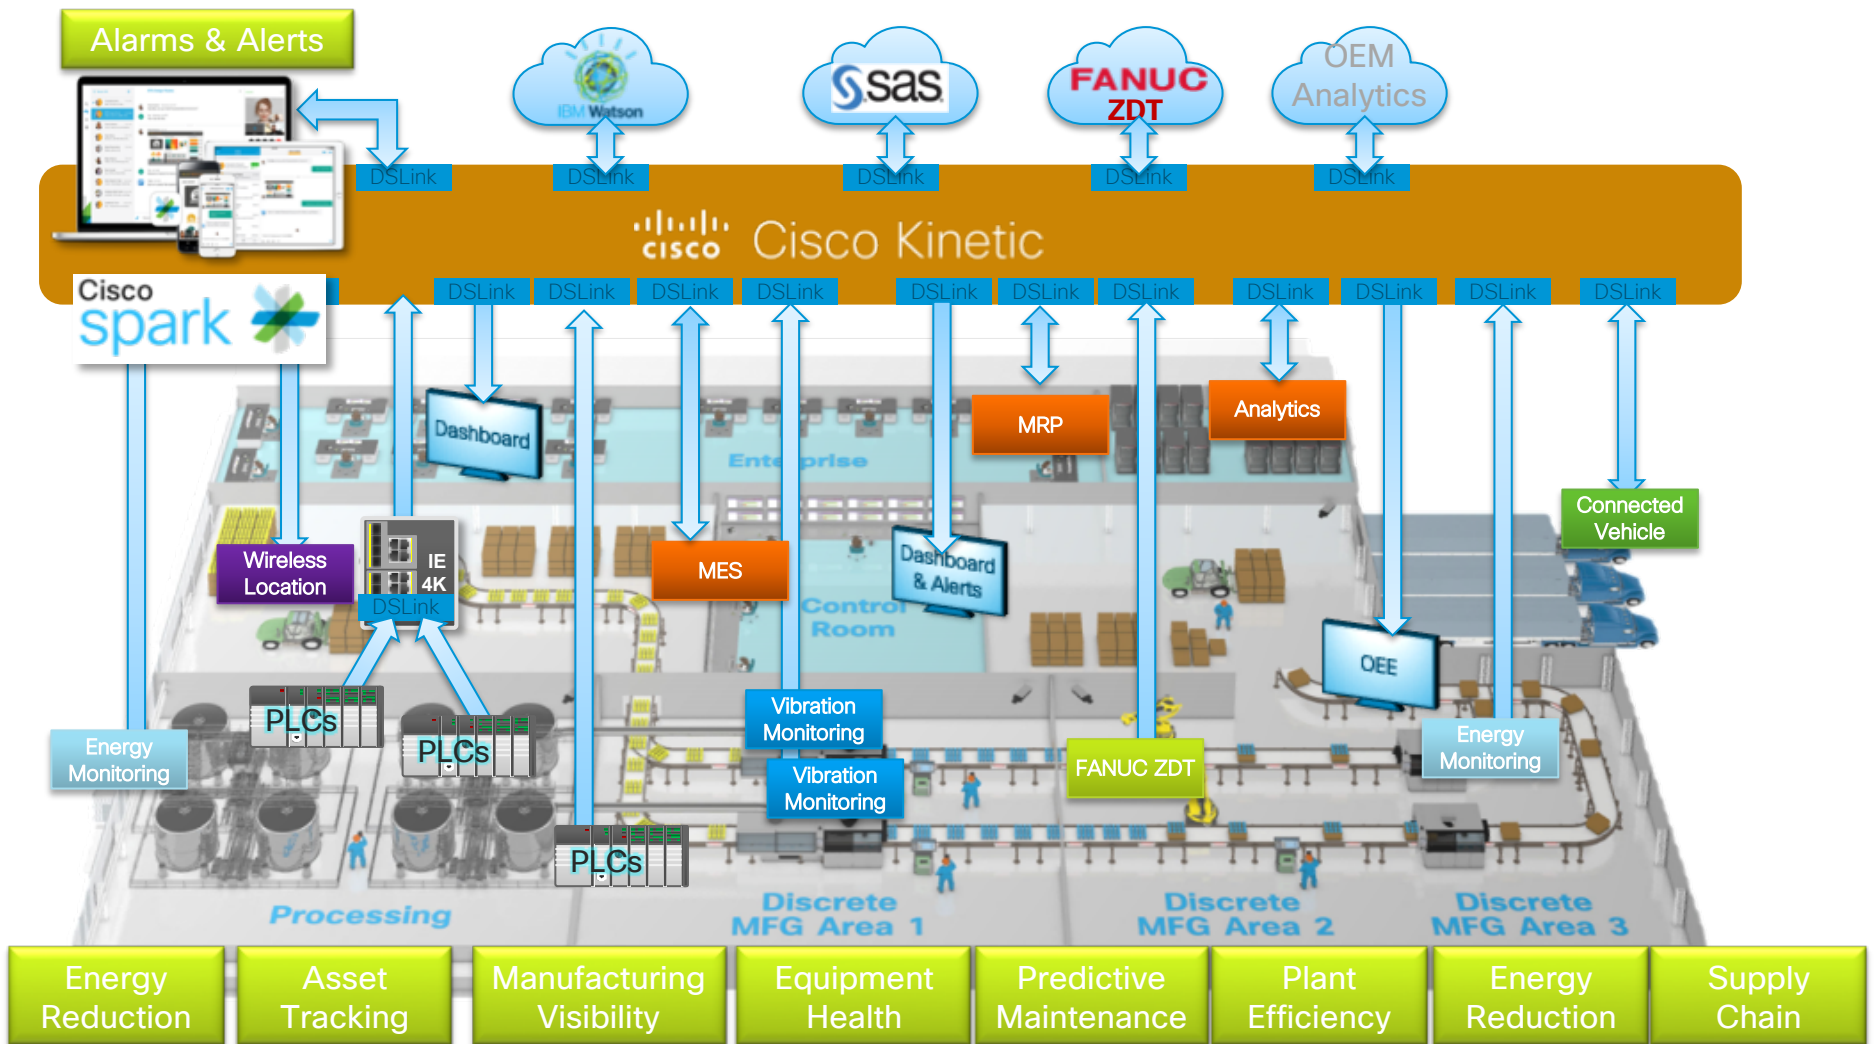 Alarms & Alerts
IBM Watson
sas
FANUC
ZDT
OEM
Analytics
DSLink
DSLink
DSLink
DSLink
DSLink
cisco
Cisco Kinetic
Cisco
spark
DSLink
DSLink
DSLink
DSLink
DSLink
DSLink
DSLink
DSLink
DSLink
DSLink
DSLink
Dashboard
MRP
Analytics
Enterprise
Connected
Vehicle
Wireless
Location
IE
4K
DSLink
MES
Dashboard
& Alerts
Control
Room
OEE
PLCs
PLCs
Energy
Monitoring
Vibration
Monitoring
Vibration
Monitoring
FANUC ZDT
Energy
Monitoring
PLCs
Processing
Discrete
MFG Area 1
Discrete
MFG Area 2
Discrete
MFG Area 3
Energy
Reduction
Asset
Tracking
Manufacturing
Visibility
Equipment
Health
Predictive
Maintenance
Plant
Efficiency
Energy
Reduction
Supply
Chain